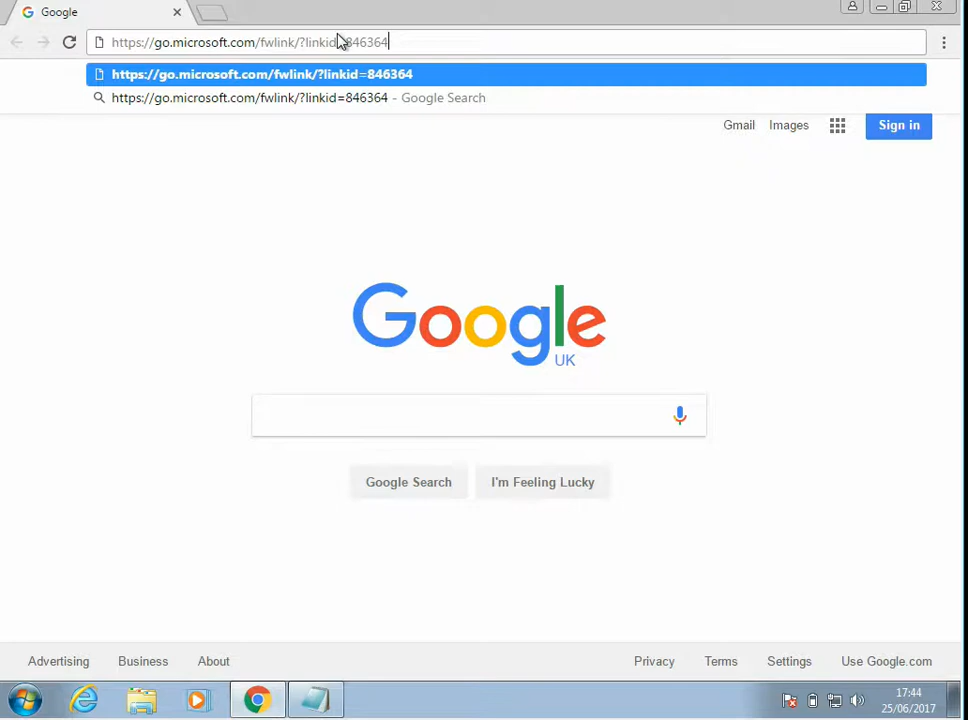 Google
https://go.microsoft.com/fwlink/?linkid=846364
https://go.microsoft.com/fwlink/?linkid=846364
https://go.microsoft.com/fwlink/?linkid=846364 - Google Search
Gmail Images Sign in
Google
UK
Google Search I'm Feeling Lucky
Advertising Business About Privacy Terms Settings Use Google.com
17:44
25/06/2017